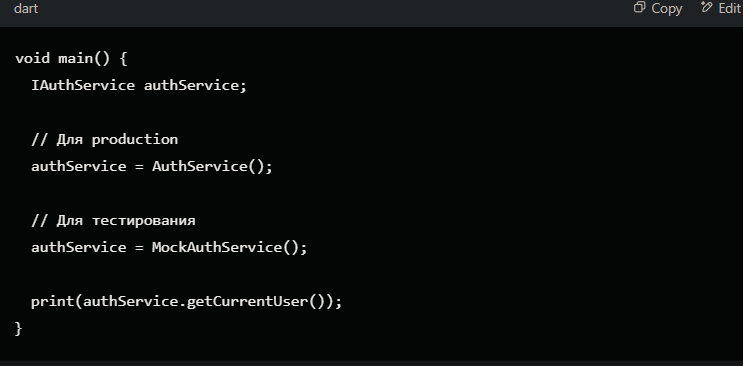 dart
Copy
Edit
void main() {
  IAuthService authService;
  // Для production
  authService = AuthService();
  // Для тестирования
  authService = MockAuthService();
  print(authService.getCurrentUser());
}